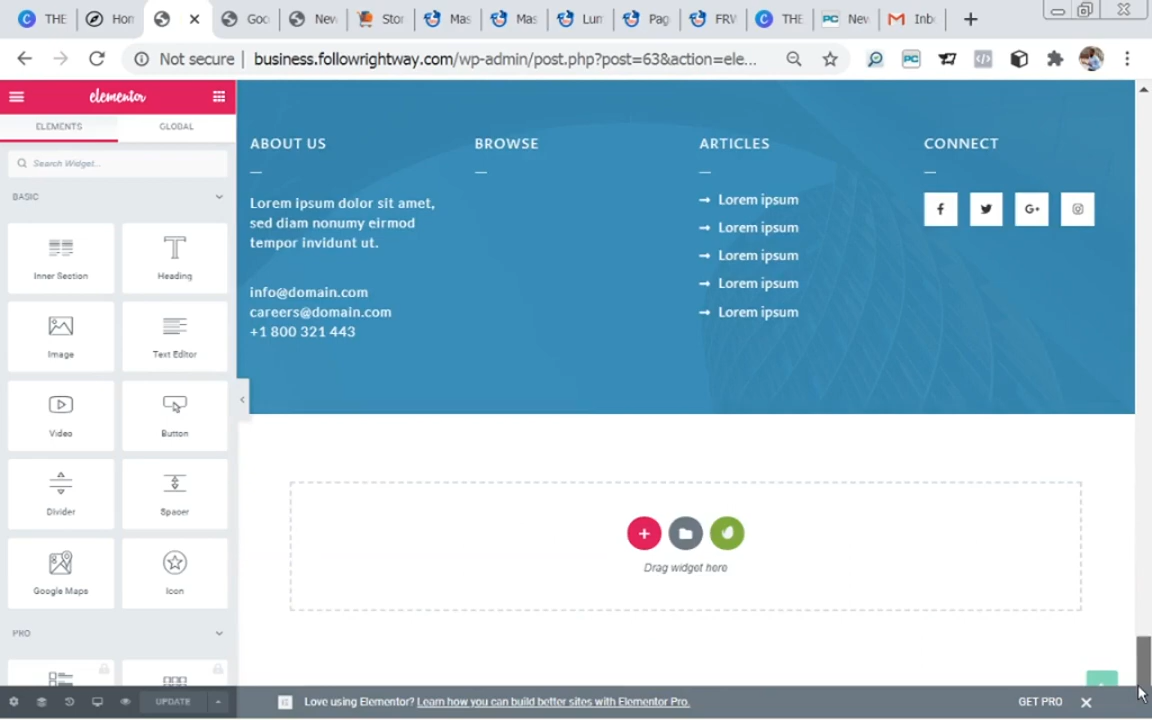 THE
Hon
Goo
New
Stor
Mas
Mas
Lun
Pag
FRW
THE
PC
New
Inb
Not secure
business.followrightway.com/wp-admin/post.php?post=63&action=ele...
PC
elementor
ELEMENTS
GLOBAL
Search Widget...
BASIC
Inner Section
Heading
Image
Text Editor
Video
Button
Divider
Spacer
Google Maps
Icon
PRO
UPDATE
ABOUT US
Lorem ipsum dolor sit amet,
sed diam nonumy eirmod
tempor invidunt ut.
info@domain.com
careers@domain.com
+1 800 321 443
BROWSE
ARTICLES
Lorem ipsum
Lorem ipsum
Lorem ipsum
Lorem ipsum
Lorem ipsum
CONNECT
Drag widget here
Love using Elementor? Learn how you can build better sites with Elementor Pro.
GET PRO